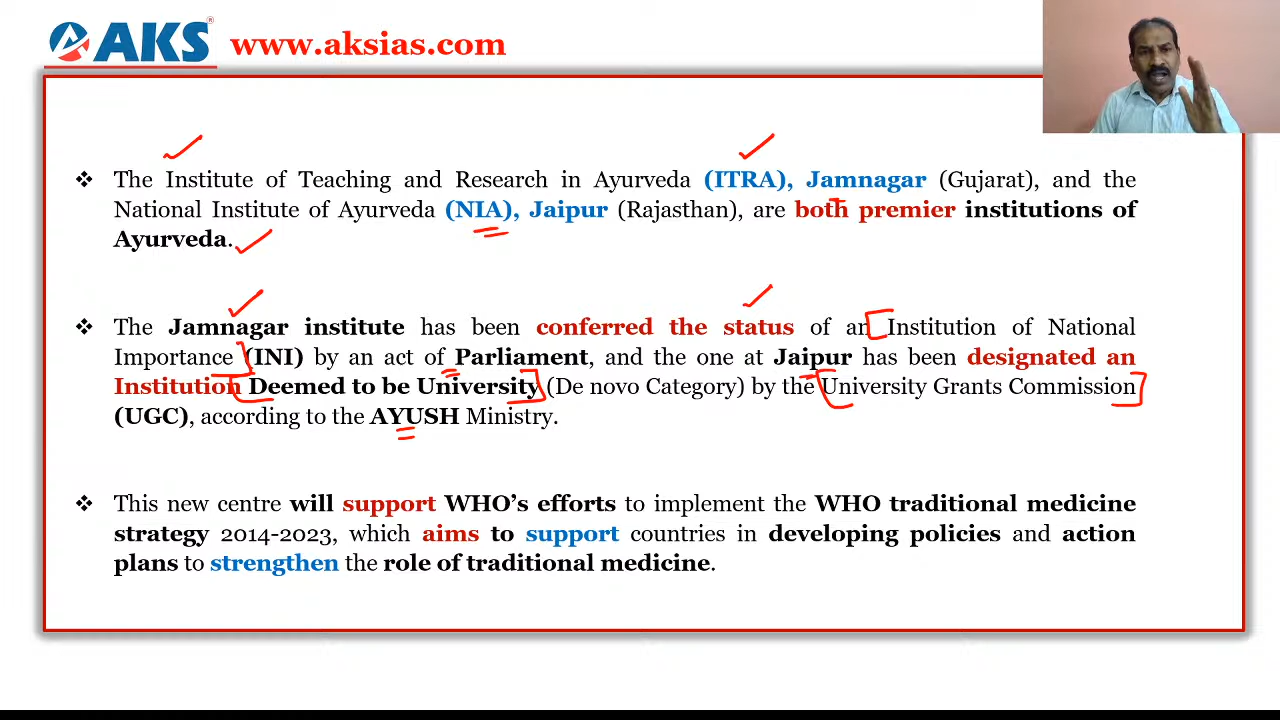 AKS®
www.aksias.com
❖ The Institute of Teaching and Research in Ayurveda (ITRA), Jamnagar (Gujarat), and the
National Institute of Ayurveda (NIA), Jaipur (Rajasthan), are both premier institutions of
Ayurveda.
❖ The Jamnagar institute has been conferred the status of an Institution of National
Importance (INI) by an act of Parliament, and the one at Jaipur has been designated an
Institution Deemed to be University (De novo Category) by the University Grants Commission
(UGC), according to the AYUSH Ministry.
❖ This new centre will support WHO's efforts to implement the WHO traditional medicine
strategy 2014-2023, which aims to support countries in developing policies and action
plans to strengthen the role of traditional medicine.